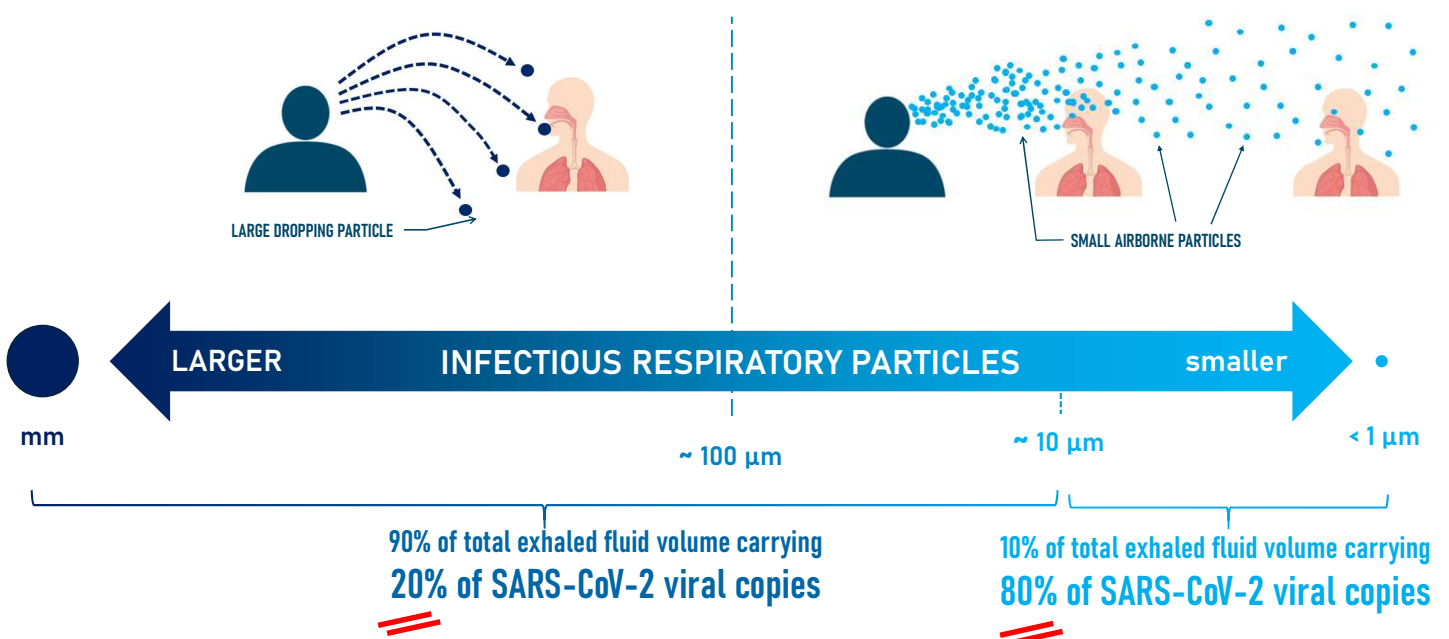 LARGE DROPPING PARTICLE
SMALL AIRBORNE PARTICLES
LARGER
INFECTIOUS RESPIRATORY PARTICLES
smaller
mm
~ 100 µm
~ 10 µm
< 1 µm
90% of total exhaled fluid volume carrying
20% of SARS-CoV-2 viral copies
10% of total exhaled fluid volume carrying
80% of SARS-CoV-2 viral copies